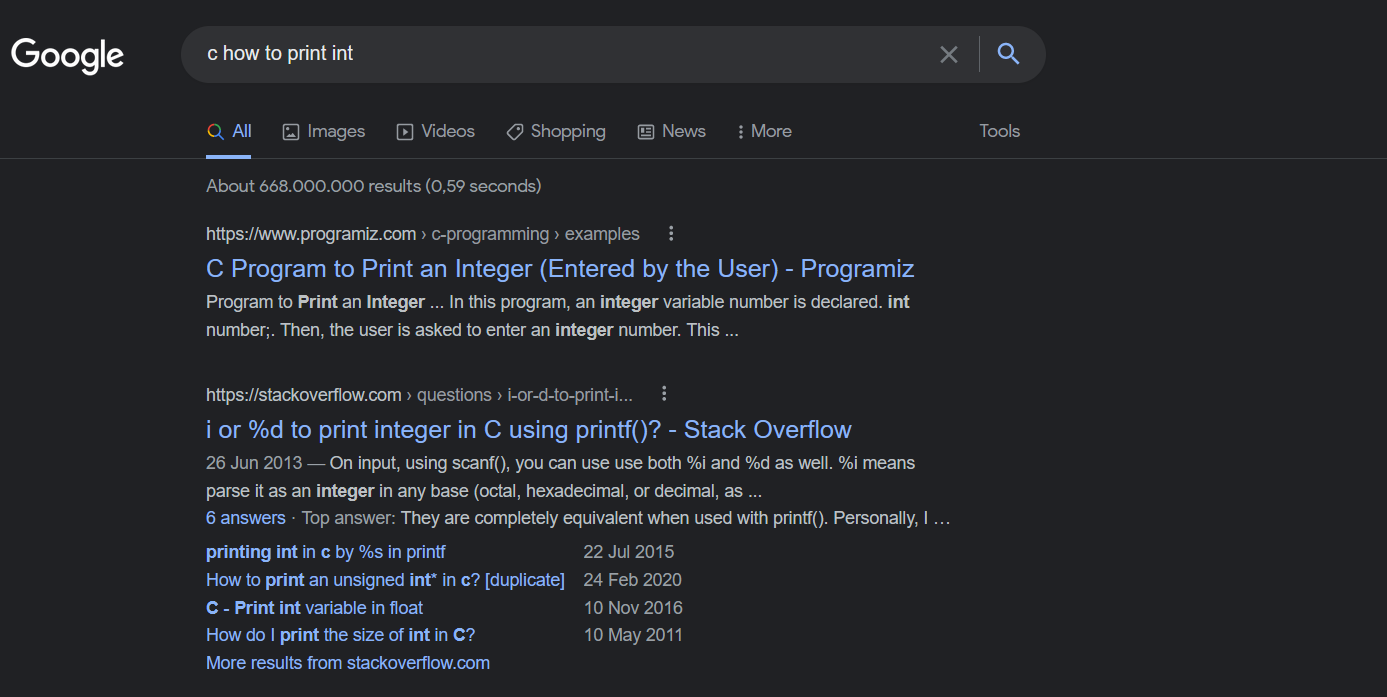 Google
c how to print int
All Images Videos Shopping News More Tools
About 668.000.000 results (0,59 seconds)
https://www.programiz.com › c-programming › examples
C Program to Print an Integer (Entered by the User) - Programiz
Program to Print an Integer ... In this program, an integer variable number is declared. int
number;. Then, the user is asked to enter an integer number. This ...
https://stackoverflow.com › questions › i-or-d-to-print-i...
i or %d to print integer in C using printf()? - Stack Overflow
26 Jun 2013 — On input, using scanf(), you can use use both %i and %d as well. %i means
parse it as an integer in any base (octal, hexadecimal, or decimal, as ...
6 answers · Top answer: They are completely equivalent when used with printf(). Personally, I …
printing int in c by %s in printf 22 Jul 2015
How to print an unsigned int* in c? [duplicate] 24 Feb 2020
C - Print int variable in float 10 Nov 2016
How do I print the size of int in C? 10 May 2011
More results from stackoverflow.com